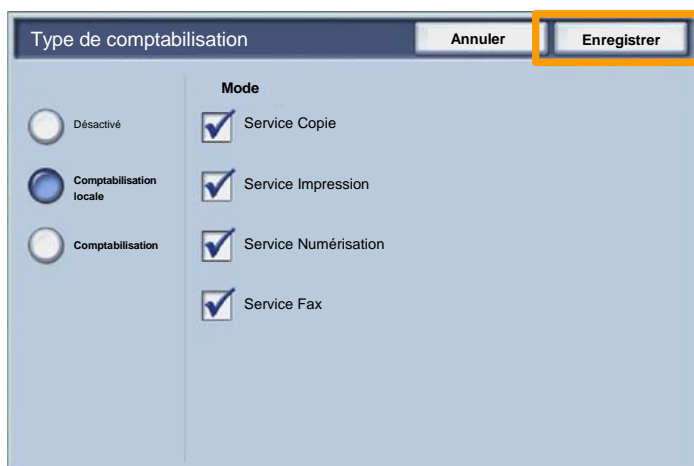 Type de comptabilisation
Annuler
Enregistrer
Mode
Désactivé
Comptabilisation
locale
Comptabilisation
Service Copie
Service Impression
Service Numérisation
Service Fax